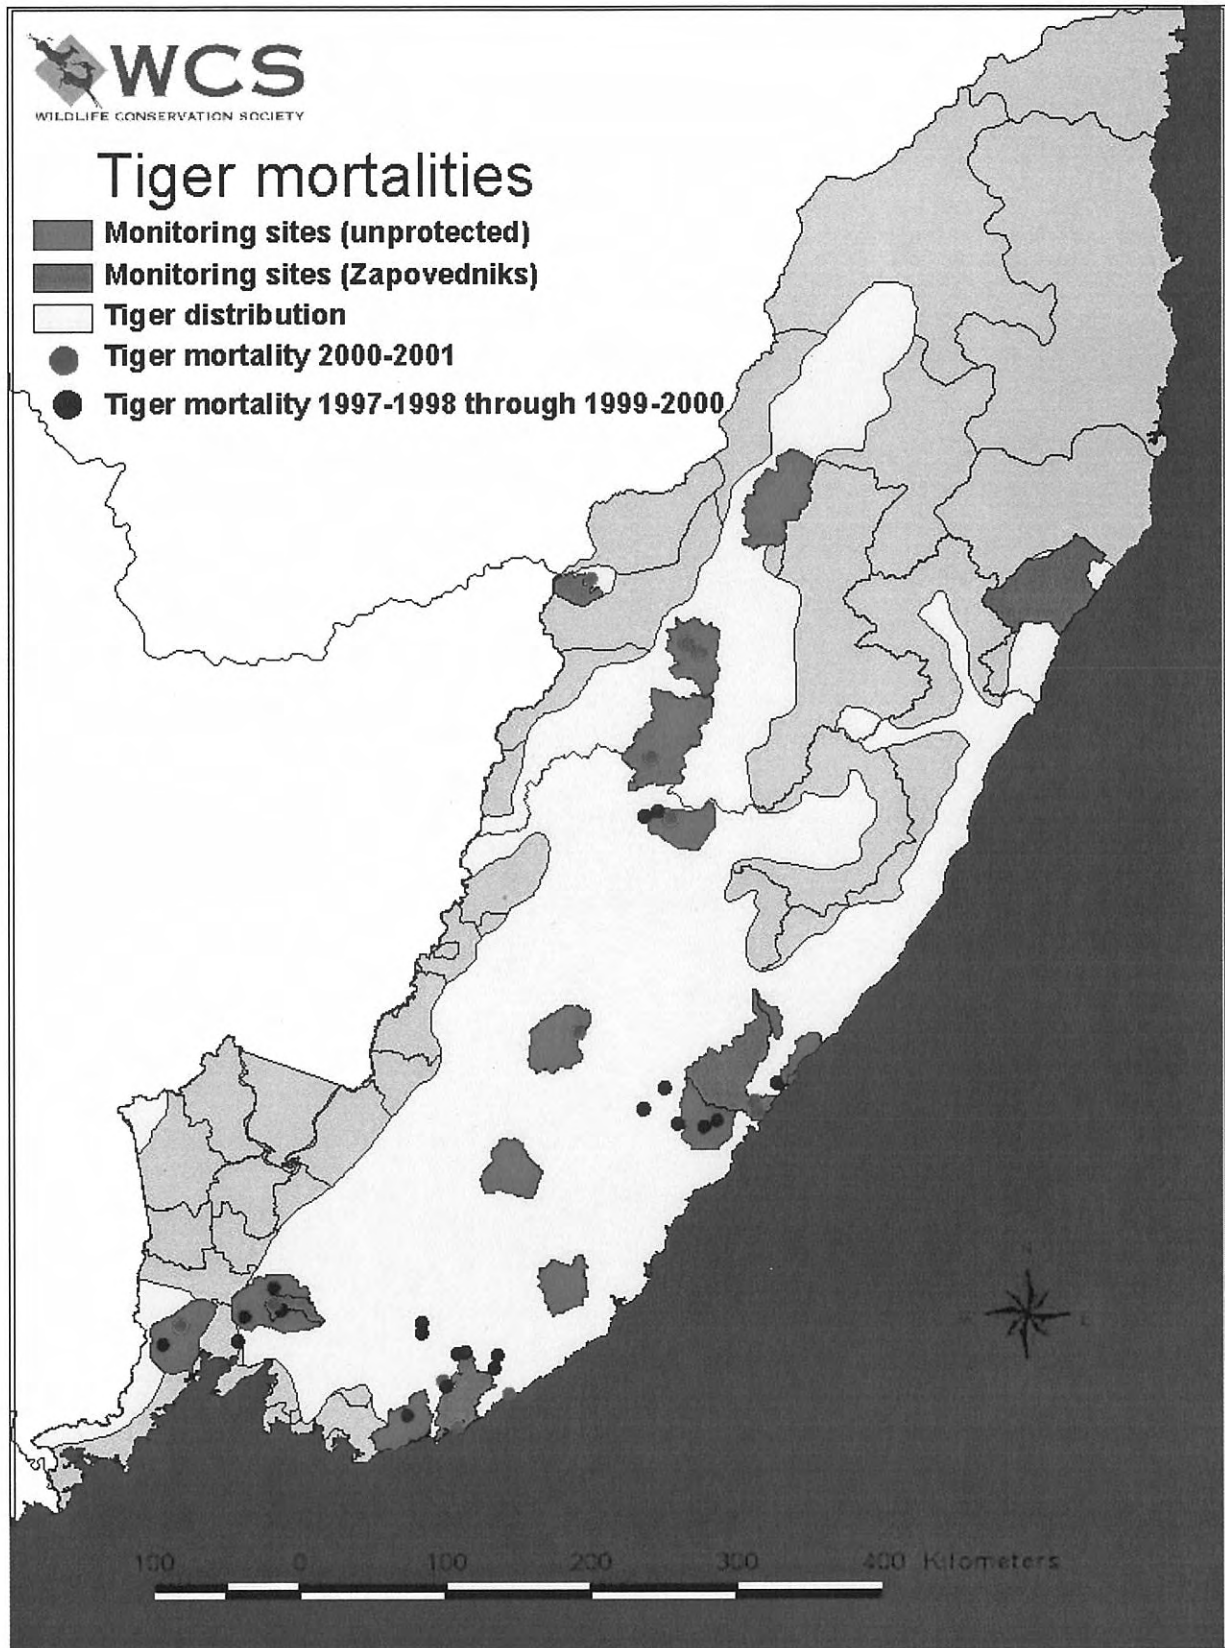 WCS
WILDLIFE CONSERVATION SOCIETY
Tiger mortalities
Monitoring sites (unprotected)
Monitoring sites (Zapovedniks)
Tiger distribution
Tiger mortality 2000-2001
Tiger mortality 1997-1998 through 1999-2000
N
E
100 0 100 200 300 400 Kilometers